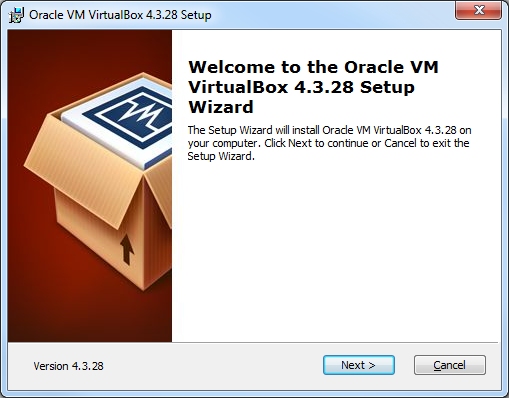 Oracle VM VirtualBox 4.3.28 Setup
Welcome to the Oracle VM
VirtualBox 4.3.28 Setup
Wizard
The Setup Wizard will install Oracle VM VirtualBox 4.3.28 on
your computer. Click Next to continue or Cancel to exit the
Setup Wizard.
Version 4.3.28
Next >
Cancel